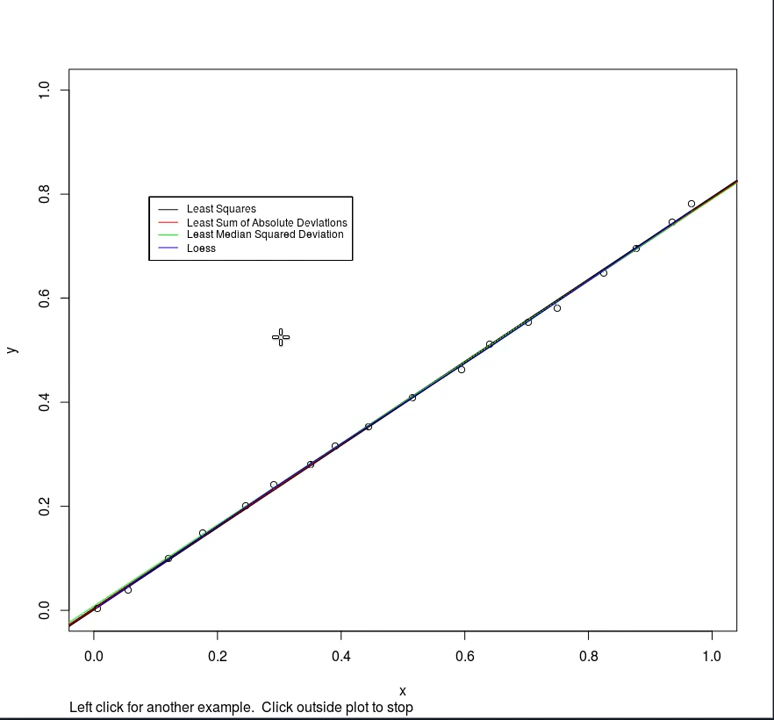 1.0
0.8
0.6
0.4
0.2
0.0
y
Least Squares
Least Sum of Absolute Deviations
Least Median Squared Deviation
Loess
0.0 0.2 0.4 0.6 0.8 1.0
x
Left click for another example. Click outside plot to stop